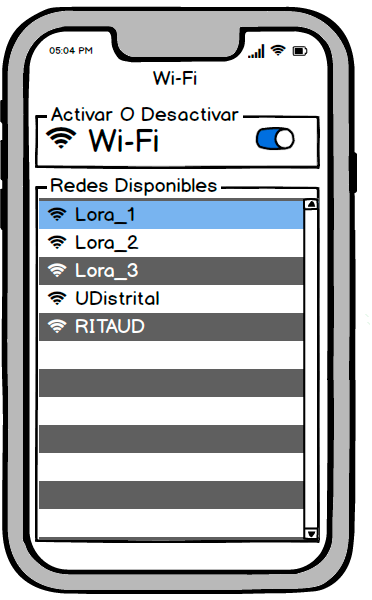 05:04 PM
Wi-Fi
Activar O Desactivar
Wi-Fi
Redes Disponibles
Lora_1
Lora_2
Lora_3
UDistrital
RITAUD